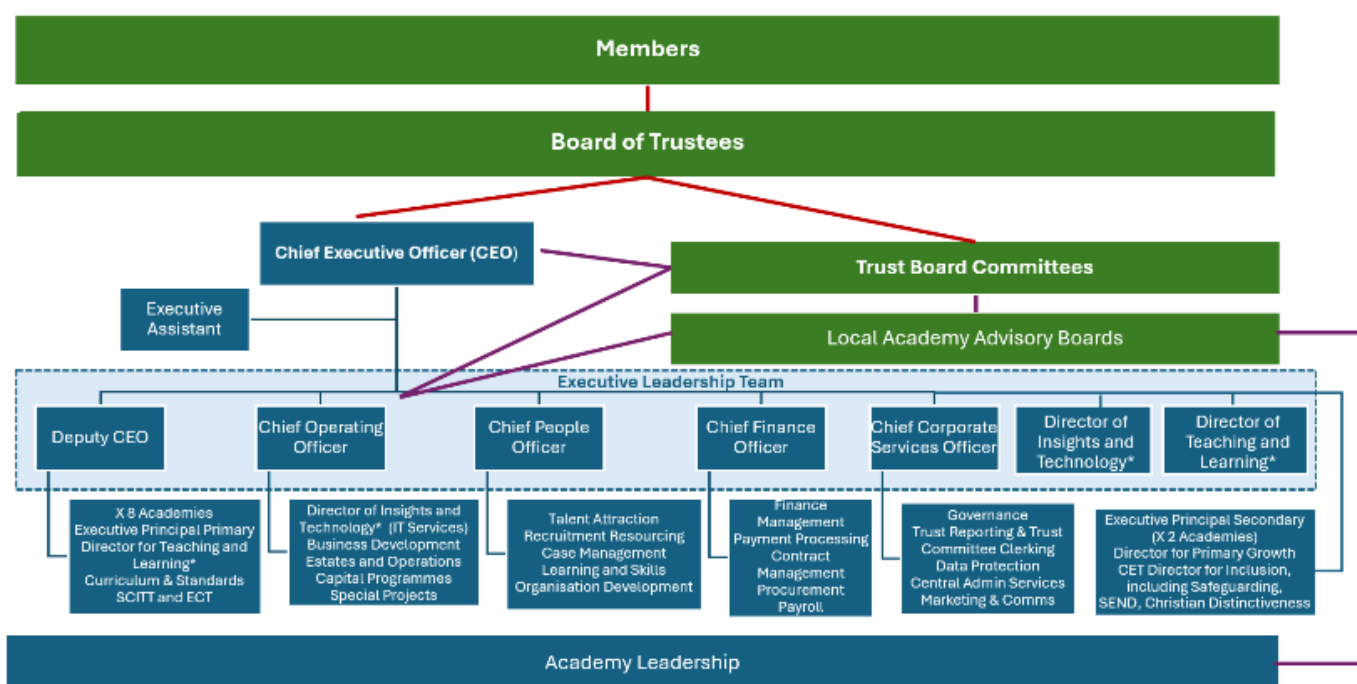 Members
Board of Trustees
Chief Executive Officer (CEO)
Trust Board Committees
Executive
Assistant
Local Academy Advisory Boards
Executive Leadership Team
Deputy CEO
Chief Operating
Officer
Chief People
Officer
Chief Finance
Officer
Chief Corporate
Services Officer
Director of
Insights and
Technology*
Director of
Teaching and
Learning*
X 8 Academies
Executive Principal Primary
Director for Teaching and
Learning*
Curriculum & Standards
SCITT and ECT
Director of Insights and
Technology* (IT Services)
Business Development
Estates and Operations
Capital Programmes
Special Projects
Talent Attraction
Recruitment Resourcing
Case Management
Learning and Skills
Organisation Development
Finance
Management
Payment Processing
Contract
Management
Procurement
Payroll
Governance
Trust Reporting & Trust
Committee Clerking
Data Protection
Central Admin Services
Marketing & Comms
Executive Principal Secondary
(X 2 Academies)
Director for Primary Growth
CET Director for Inclusion,
including Safeguarding,
SEND, Christian Distinctiveness
Academy Leadership